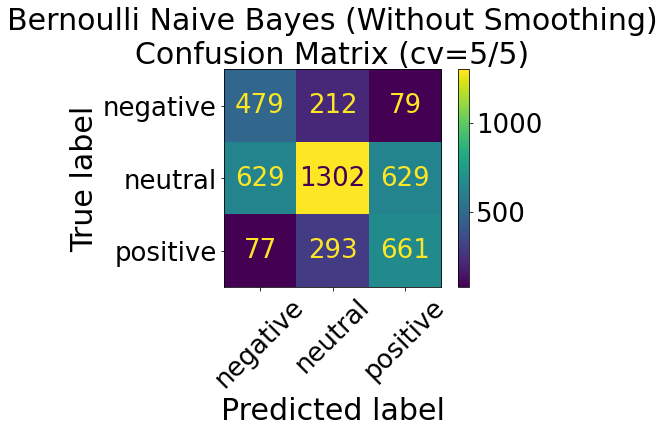 Bernoulli Naive Bayes (Without Smoothing)
Confusion Matrix (cv=5/5)
True label
negative 479 212 79
neutral 629 1302 629
positive 77 293 661
1000
500
negative neutral positive
Predicted label